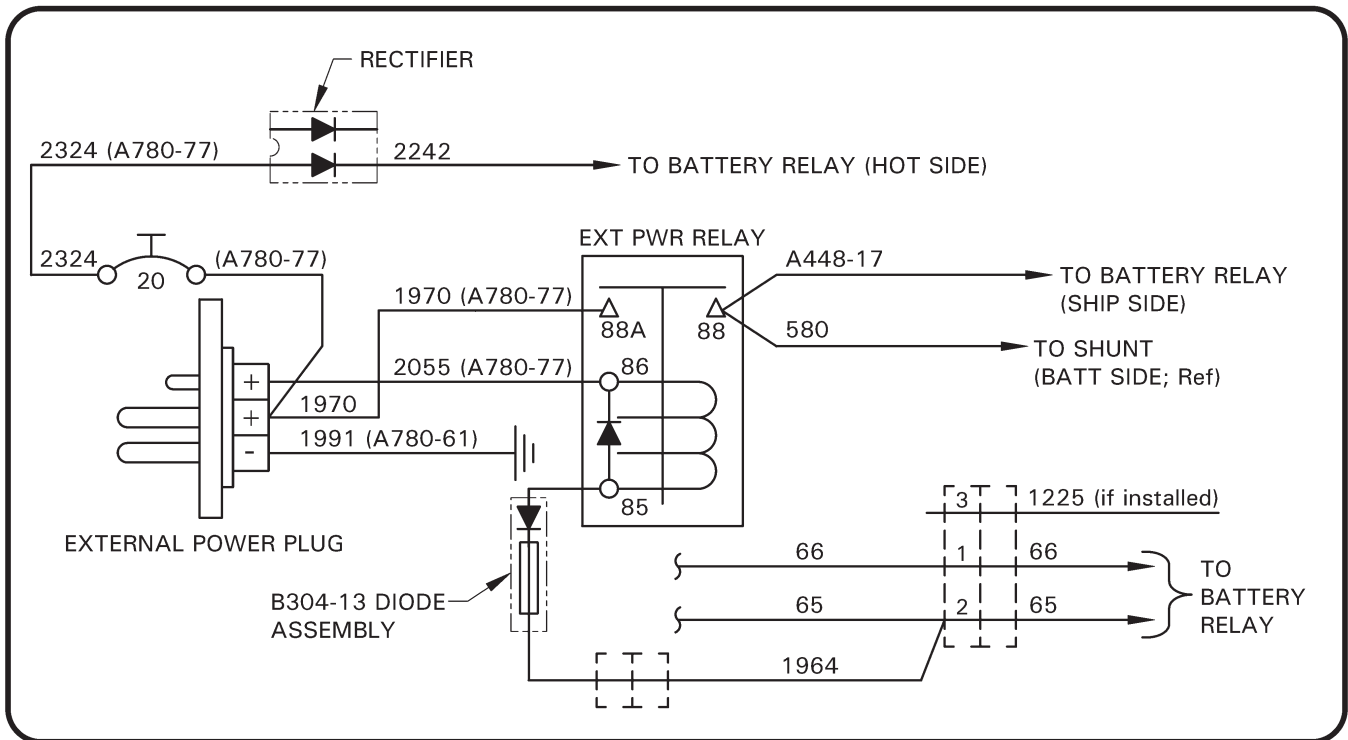 RECTIFIER
2324 (A780-77)
2242
TO BATTERY RELAY (HOT SIDE)
EXT PWR RELAY
2324
20
(A780-77)
A448-17
TO BATTERY RELAY
(SHIP SIDE)
1970 (A780-77)
88A
88
580
TO SHUNT
(BATT SIDE; Ref)
2055 (A780-77)
86
+
+
1970
-
1991 (A780-61)
85
EXTERNAL POWER PLUG
3
1225 (if installed)
66
1
66
TO
BATTERY
RELAY
65
2
65
B304-13 DIODE
ASSEMBLY
1964